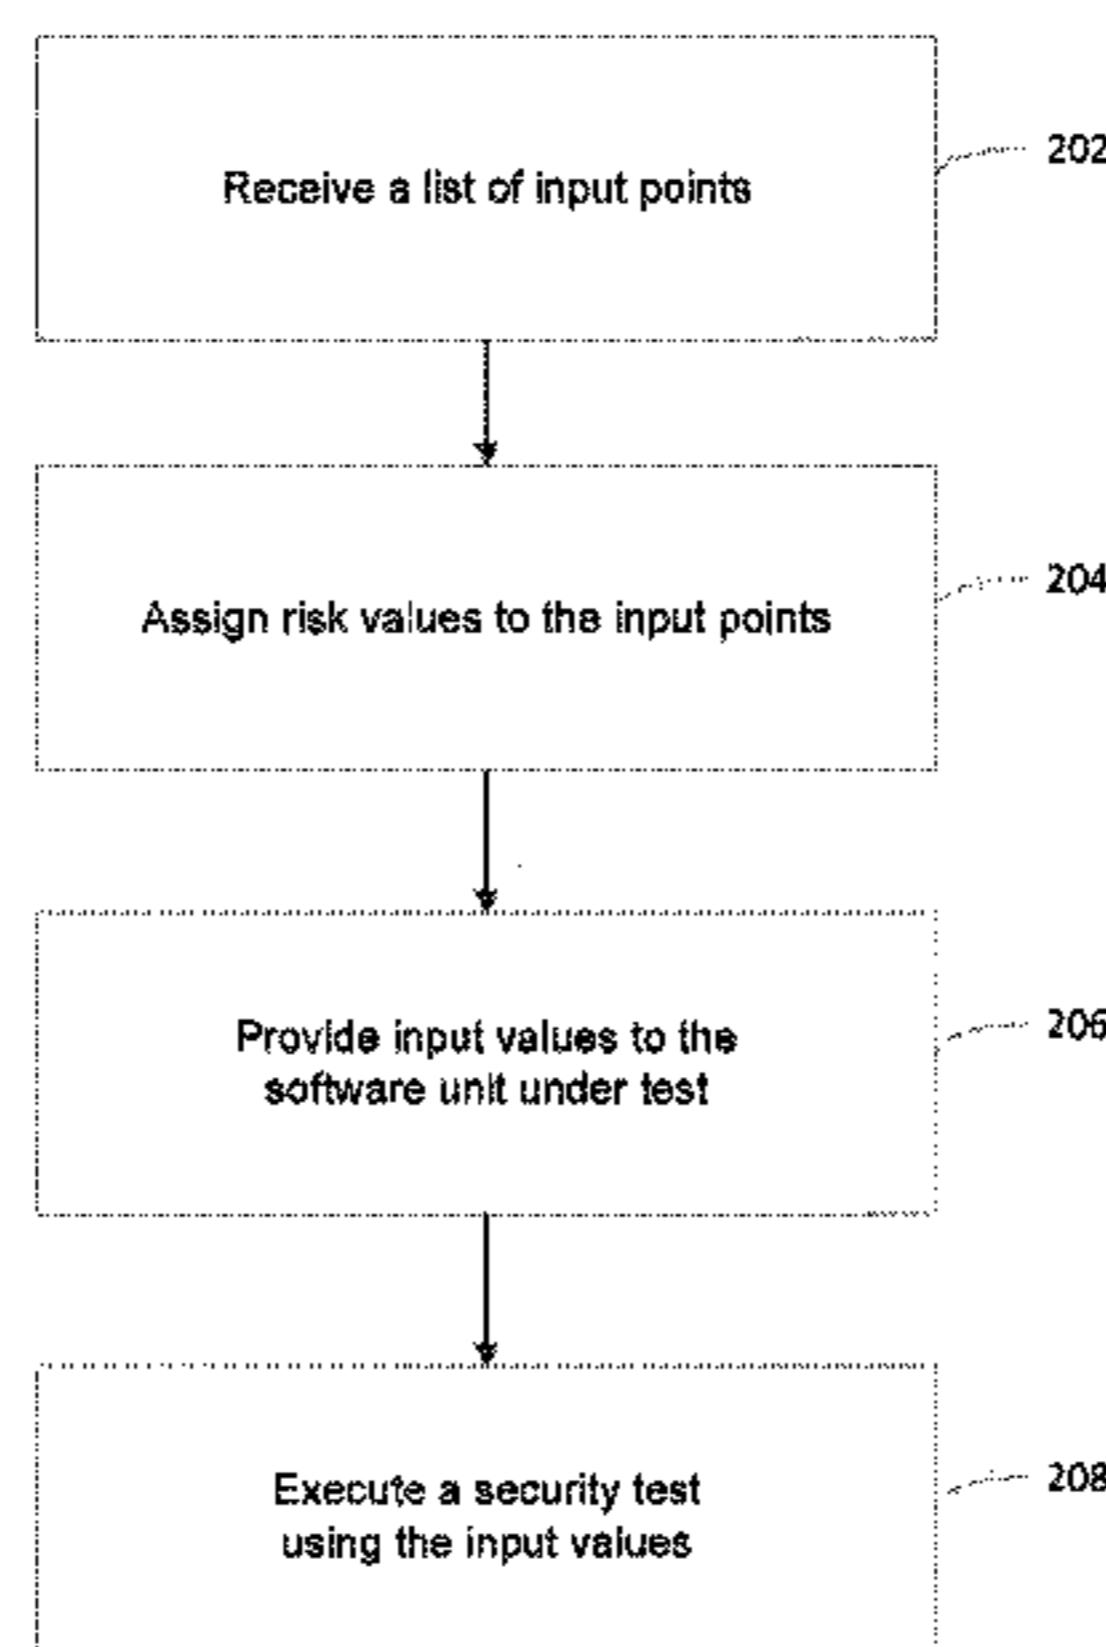 Receive a list of input points
202
Assign risk values to the input points
204
Provide input values to the
software unit under test
206
Execute a security test
using the input values
208